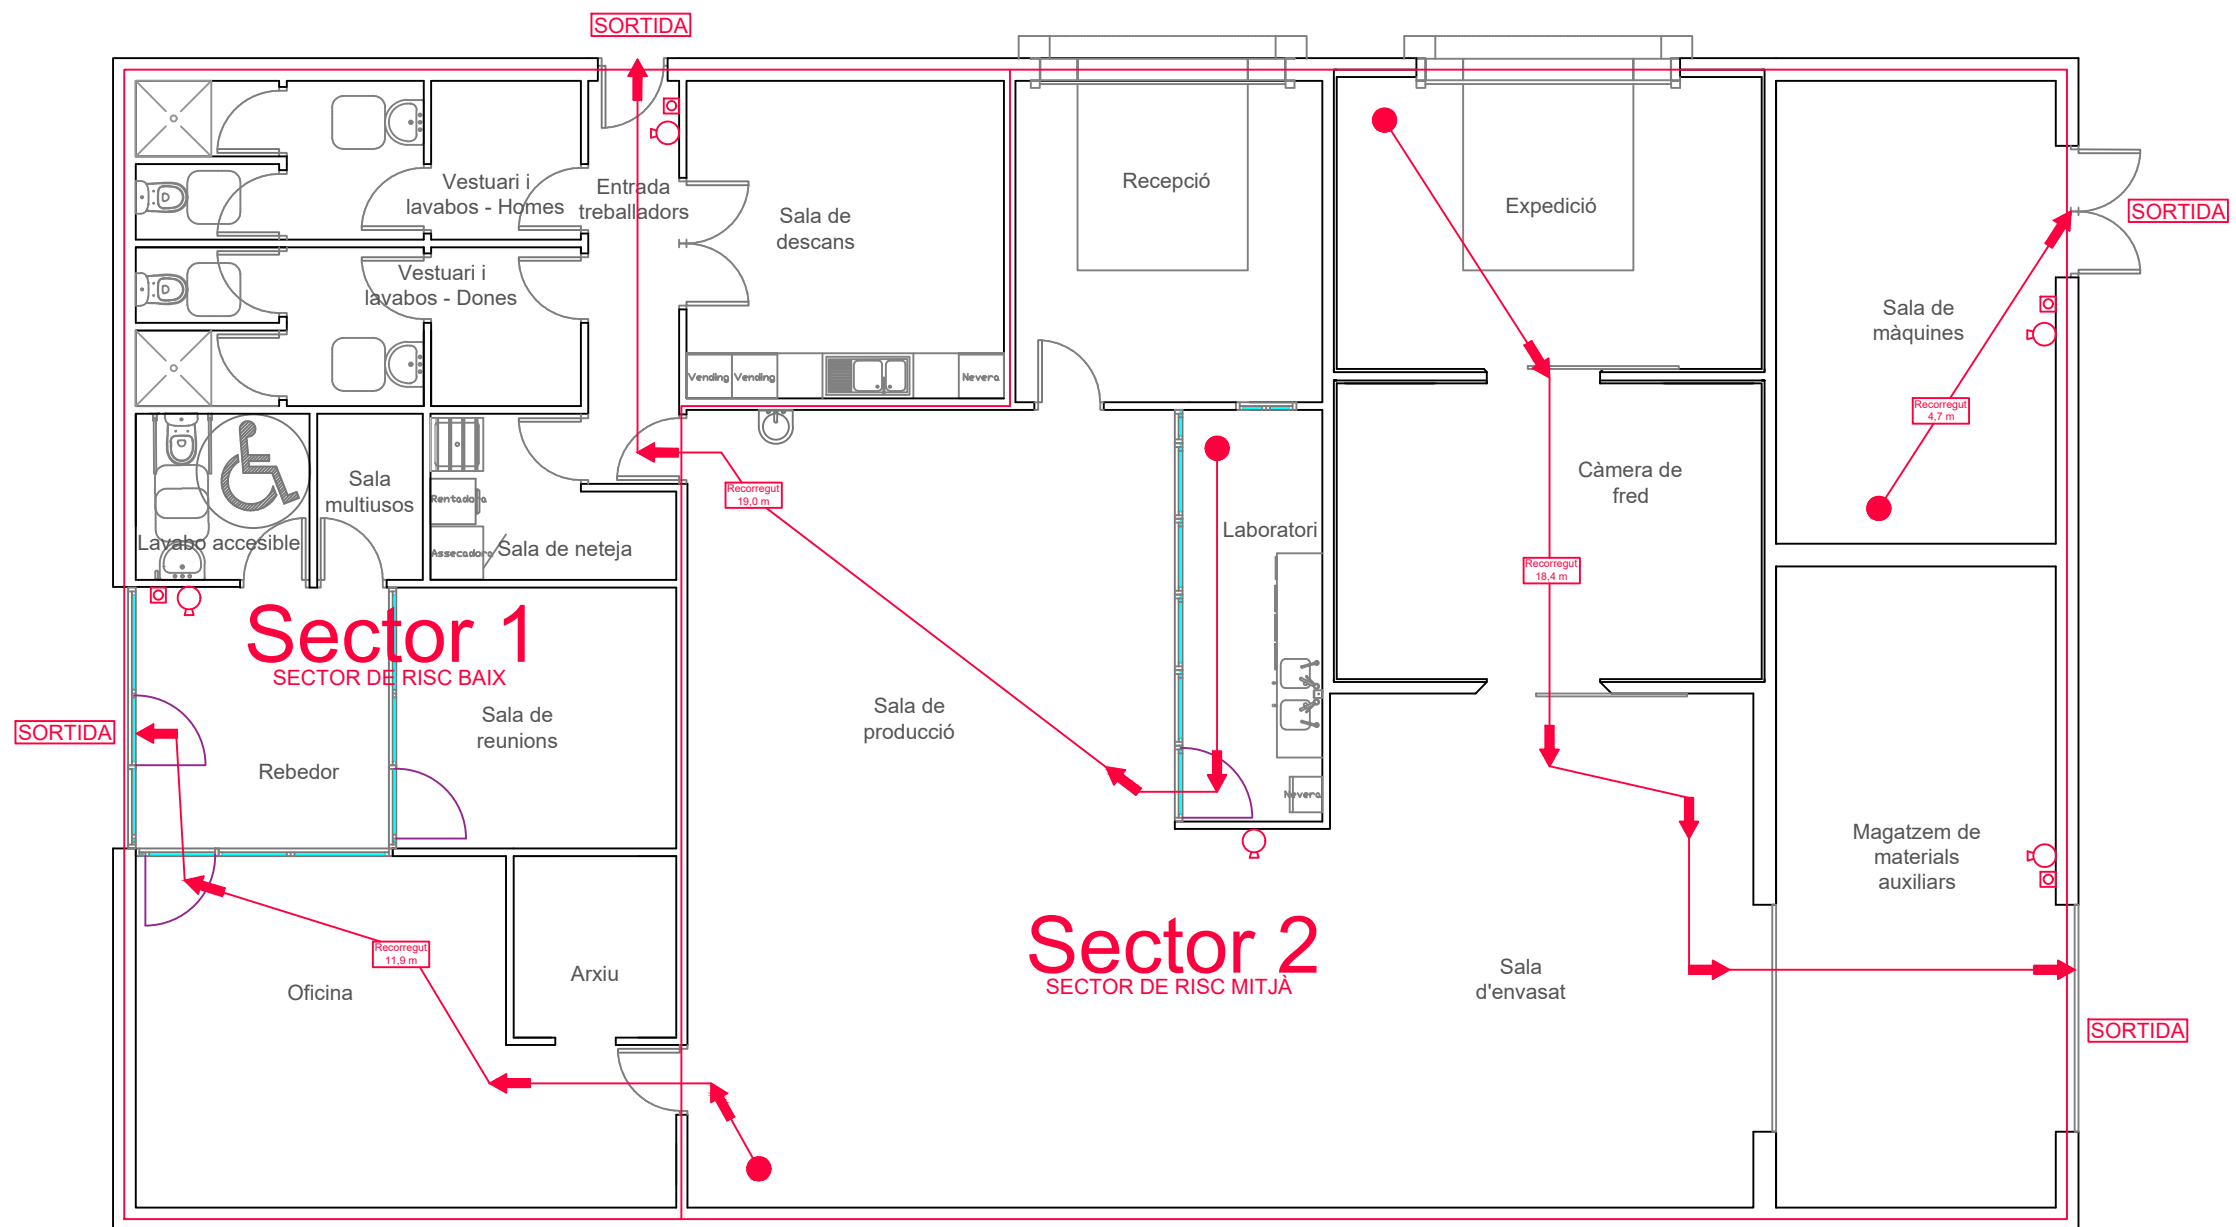 SORTIDA
Vestuari i
lavabos - Homes
Entrada
treballadors
Sala de
descans
Recepció
Expedició
SORTIDA
Vestuari i
lavabos - Dones
Sala de
màquines
Vending
Vending
Nevera
Recorregut
4,7 m
Sala
multiusos
Rentadora
Recorregut
19,0 m
Càmera de
fred
Lavabo accesible
Assecadora
Sala de neteja
Laboratori
Recorregut
18,4 m
Sector 1
SECTOR DE RISC BAIX
SORTIDA
Sala de
reunions
Sala de
producció
Rebedor
Nevera
Magatzem de
materials
auxiliars
Recorregut
11,9 m
Oficina
Arxiu
Sector 2
SECTOR DE RISC MITJÀ
Sala
d'envasat
SORTIDA